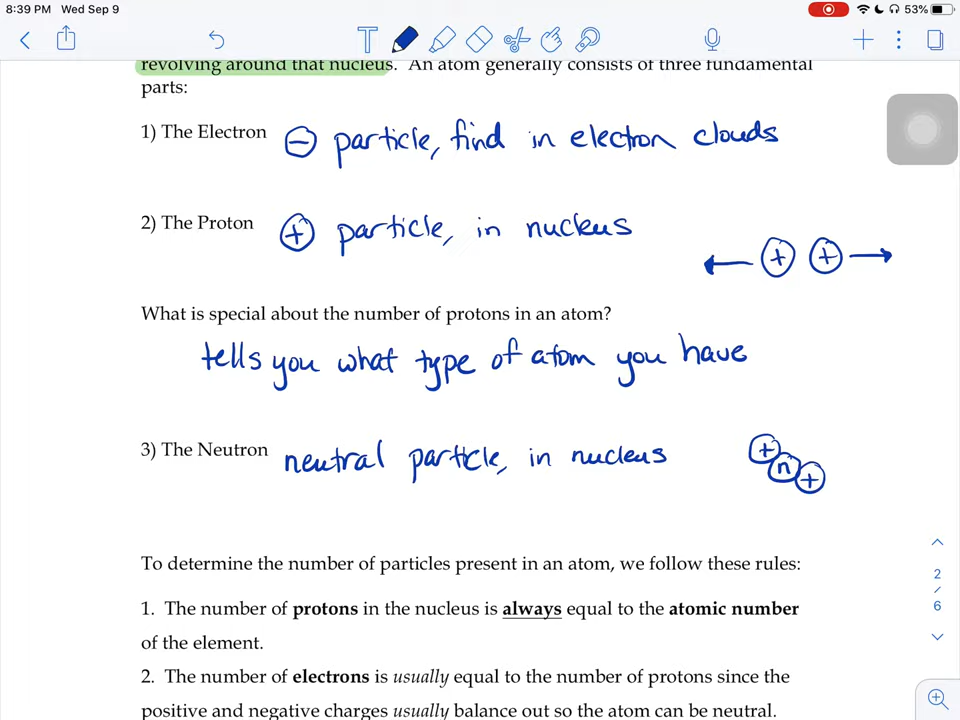 8:39 PM Wed Sep 9 53%
T
revolving around that nucleus. An atom generally consists of three fundamental
parts:
1) The Electron − particle, find in electron clouds
2) The Proton + particle, in nucleus
+ +
What is special about the number of protons in an atom?
tells you what type of atom you have
3) The Neutron neutral particle, in nucleus
+ n +
To determine the number of particles present in an atom, we follow these rules:
1. The number of protons in the nucleus is always equal to the atomic number
of the element.
2. The number of electrons is usually equal to the number of protons since the
positive and negative charges usually balance out so the atom can be neutral.
2
/
6